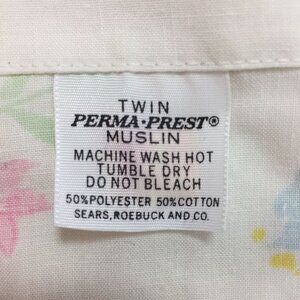 TWIN
PERMA·PREST®
MUSLIN
MACHINE WASH HOT
TUMBLE DRY
DO NOT BLEACH
50% POLYESTER 50% COTTON
SEARS, ROEBUCK AND CO.